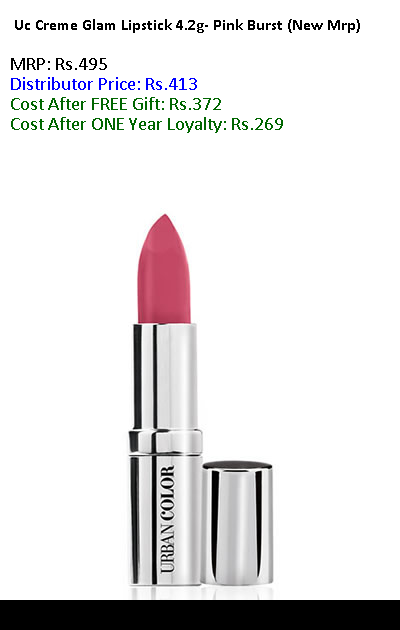 Uc Creme Glam Lipstick 4.2g- Pink Burst (New Mrp)
MRP: Rs.495
Distributor Price: Rs.413
Cost After FREE Gift: Rs.372
Cost After ONE Year Loyalty: Rs.269
URBAN COLOR